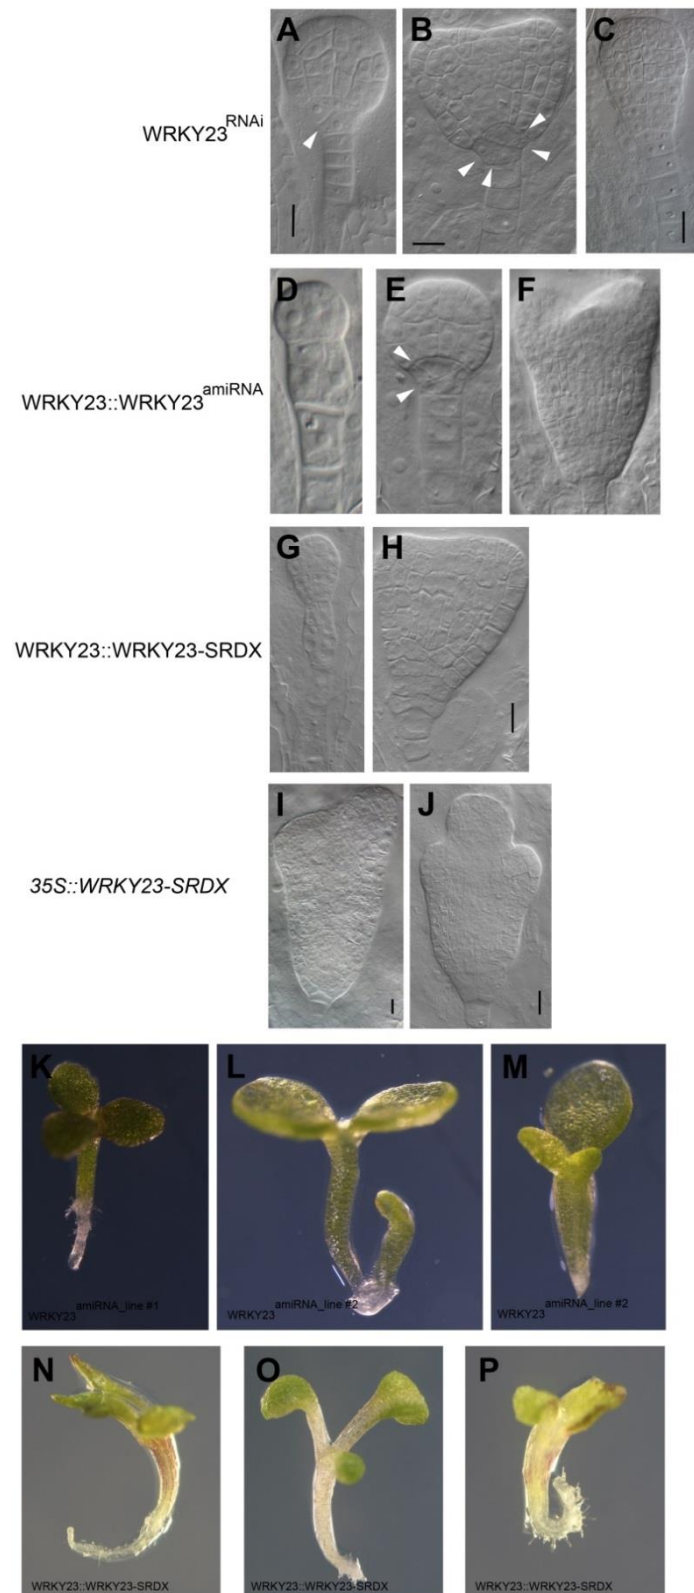 A B C
WRKY23RNAi
D E F
WRKY23::WRKY23amiRNA
G H
WRKY23::WRKY23-SRDX
I J
35S::WRKY23-SRDX
K L M
WRKY23amiRNA_line #1 WRKY23amiRNA_line #2 WRKY23amiRNA_line #2
N O P
WRKY23::WRKY23-SRDX WRKY23::WRKY23-SRDX WRKY23::WRKY23-SRDX